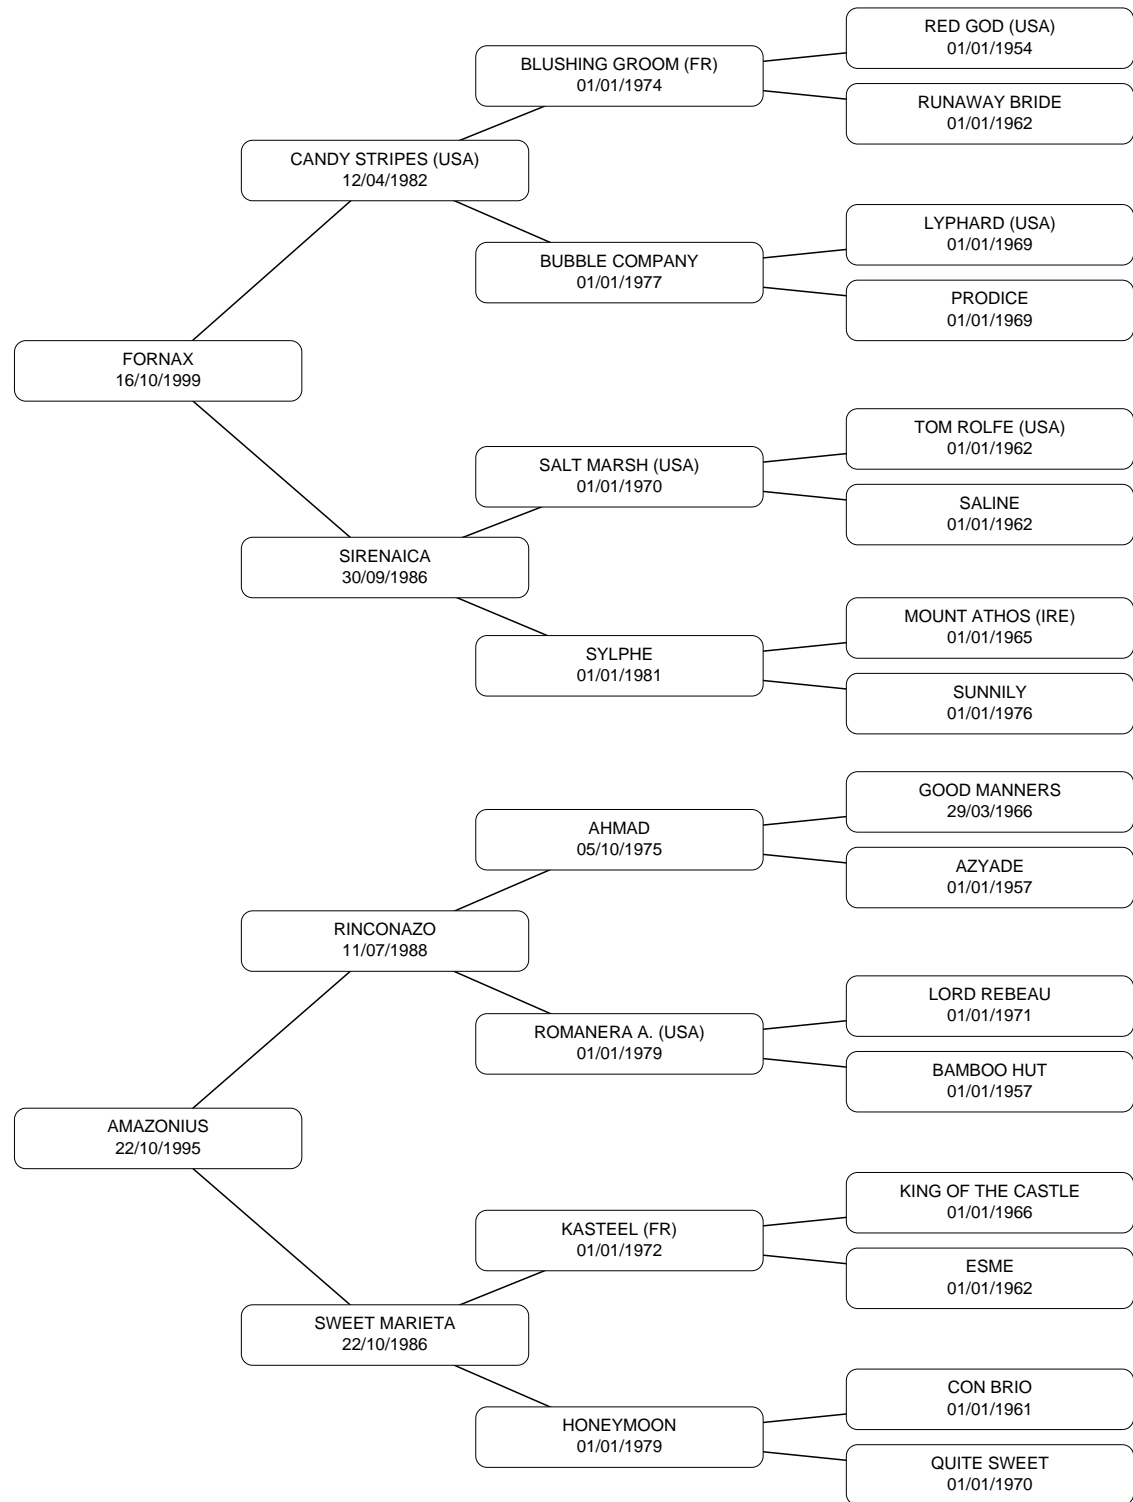 RED GOD (USA)
01/01/1954
BLUSHING GROOM (FR)
01/01/1974
RUNAWAY BRIDE
01/01/1962
CANDY STRIPES (USA)
12/04/1982
LYPHARD (USA)
01/01/1969
BUBBLE COMPANY
01/01/1977
PRODICE
01/01/1969
FORNAX
16/10/1999
TOM ROLFE (USA)
01/01/1962
SALT MARSH (USA)
01/01/1970
SALINE
01/01/1962
SIRENAICA
30/09/1986
MOUNT ATHOS (IRE)
01/01/1965
SYLPHE
01/01/1981
SUNNILY
01/01/1976
GOOD MANNERS
29/03/1966
AHMAD
05/10/1975
AZYADE
01/01/1957
RINCONAZO
11/07/1988
LORD REBEAU
01/01/1971
ROMANERA A. (USA)
01/01/1979
BAMBOO HUT
01/01/1957
AMAZONIUS
22/10/1995
KING OF THE CASTLE
01/01/1966
KASTEEL (FR)
01/01/1972
ESME
01/01/1962
SWEET MARIETA
22/10/1986
CON BRIO
01/01/1961
HONEYMOON
01/01/1979
QUITE SWEET
01/01/1970